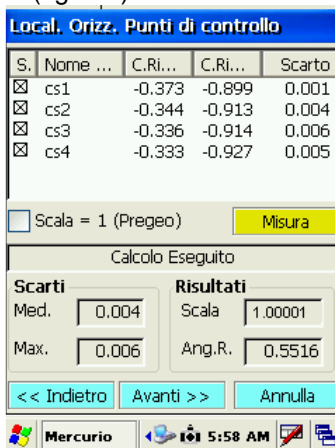 Local. Orizz. Punti di controllo
S. Nome ... C.Ri... C.Ri... Scarto
cs1 -0.373 -0.899 0.001
cs2 -0.344 -0.913 0.004
cs3 -0.336 -0.914 0.006
cs4 -0.333 -0.927 0.005
Scala = 1 (Pregeo) Misura
Calcolo Eseguito
Scarti Risultati
Med. 0.004 Scala 1.00001
Max. 0.006 Ang.R. 0.5516
<< Indietro Avanti >> Annulla
Mercurio 5:58 AM